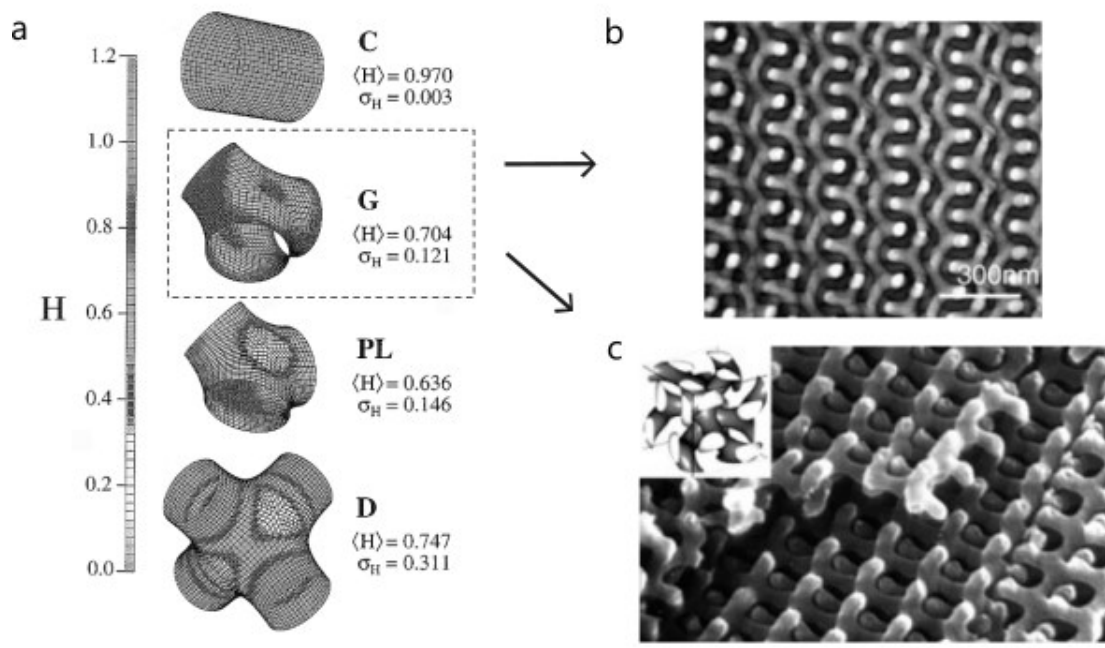 a
1.2
1.0
0.8
0.6
0.4
0.2
0.0
H
C
⟨H⟩ = 0.970
σH = 0.003
G
⟨H⟩ = 0.704
σH = 0.121
PL
⟨H⟩ = 0.636
σH = 0.146
D
⟨H⟩ = 0.747
σH = 0.311
b
300nm
c